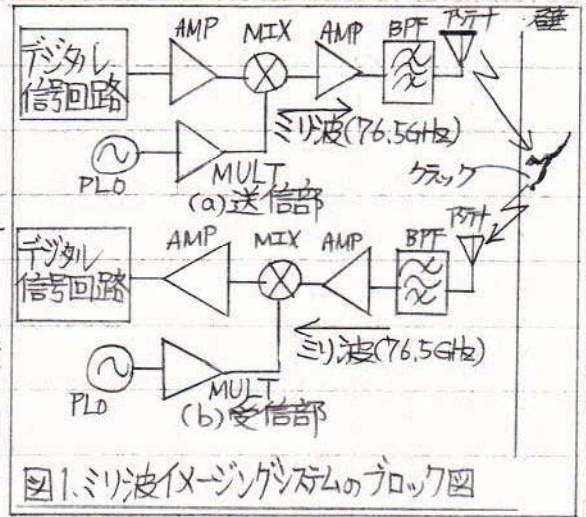 AMP MIX AMP BPF アンテナ 壁
デジタル
信号回路
ミリ波(76.5GHz)
PLO MULT
(a)送信部
クラック
アンテナ
AMP MIX AMP BPF
デジタル
信号回路
ミリ波(76.5GHz)
PLO MULT
(b)受信部
図1.ミリ波イメージングシステムのブロック図